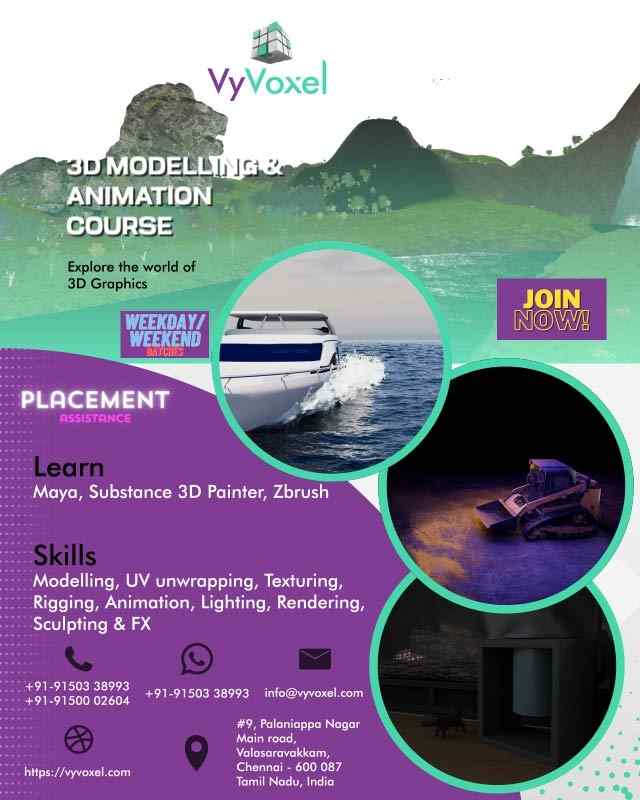 VyVoxel
3D MODELLING &
ANIMATION
COURSE
Explore the world of
3D Graphics
JOIN
NOW!
WEEKDAY/
WEEKEND
BATCHES
PLACEMENT
ASSISTANCE
Learn
Maya, Substance 3D Painter, Zbrush
Skills
Modelling, UV unwrapping, Texturing,
Rigging, Animation, Lighting, Rendering,
Sculpting & FX
+91-91503 38993
+91-91500 02604
+91-91503 38993
info@vyvoxel.com
https://vyvoxel.com
#9, Palaniappa Nagar
Main road,
Valasaravakkam,
Chennai - 600 087
Tamil Nadu, India